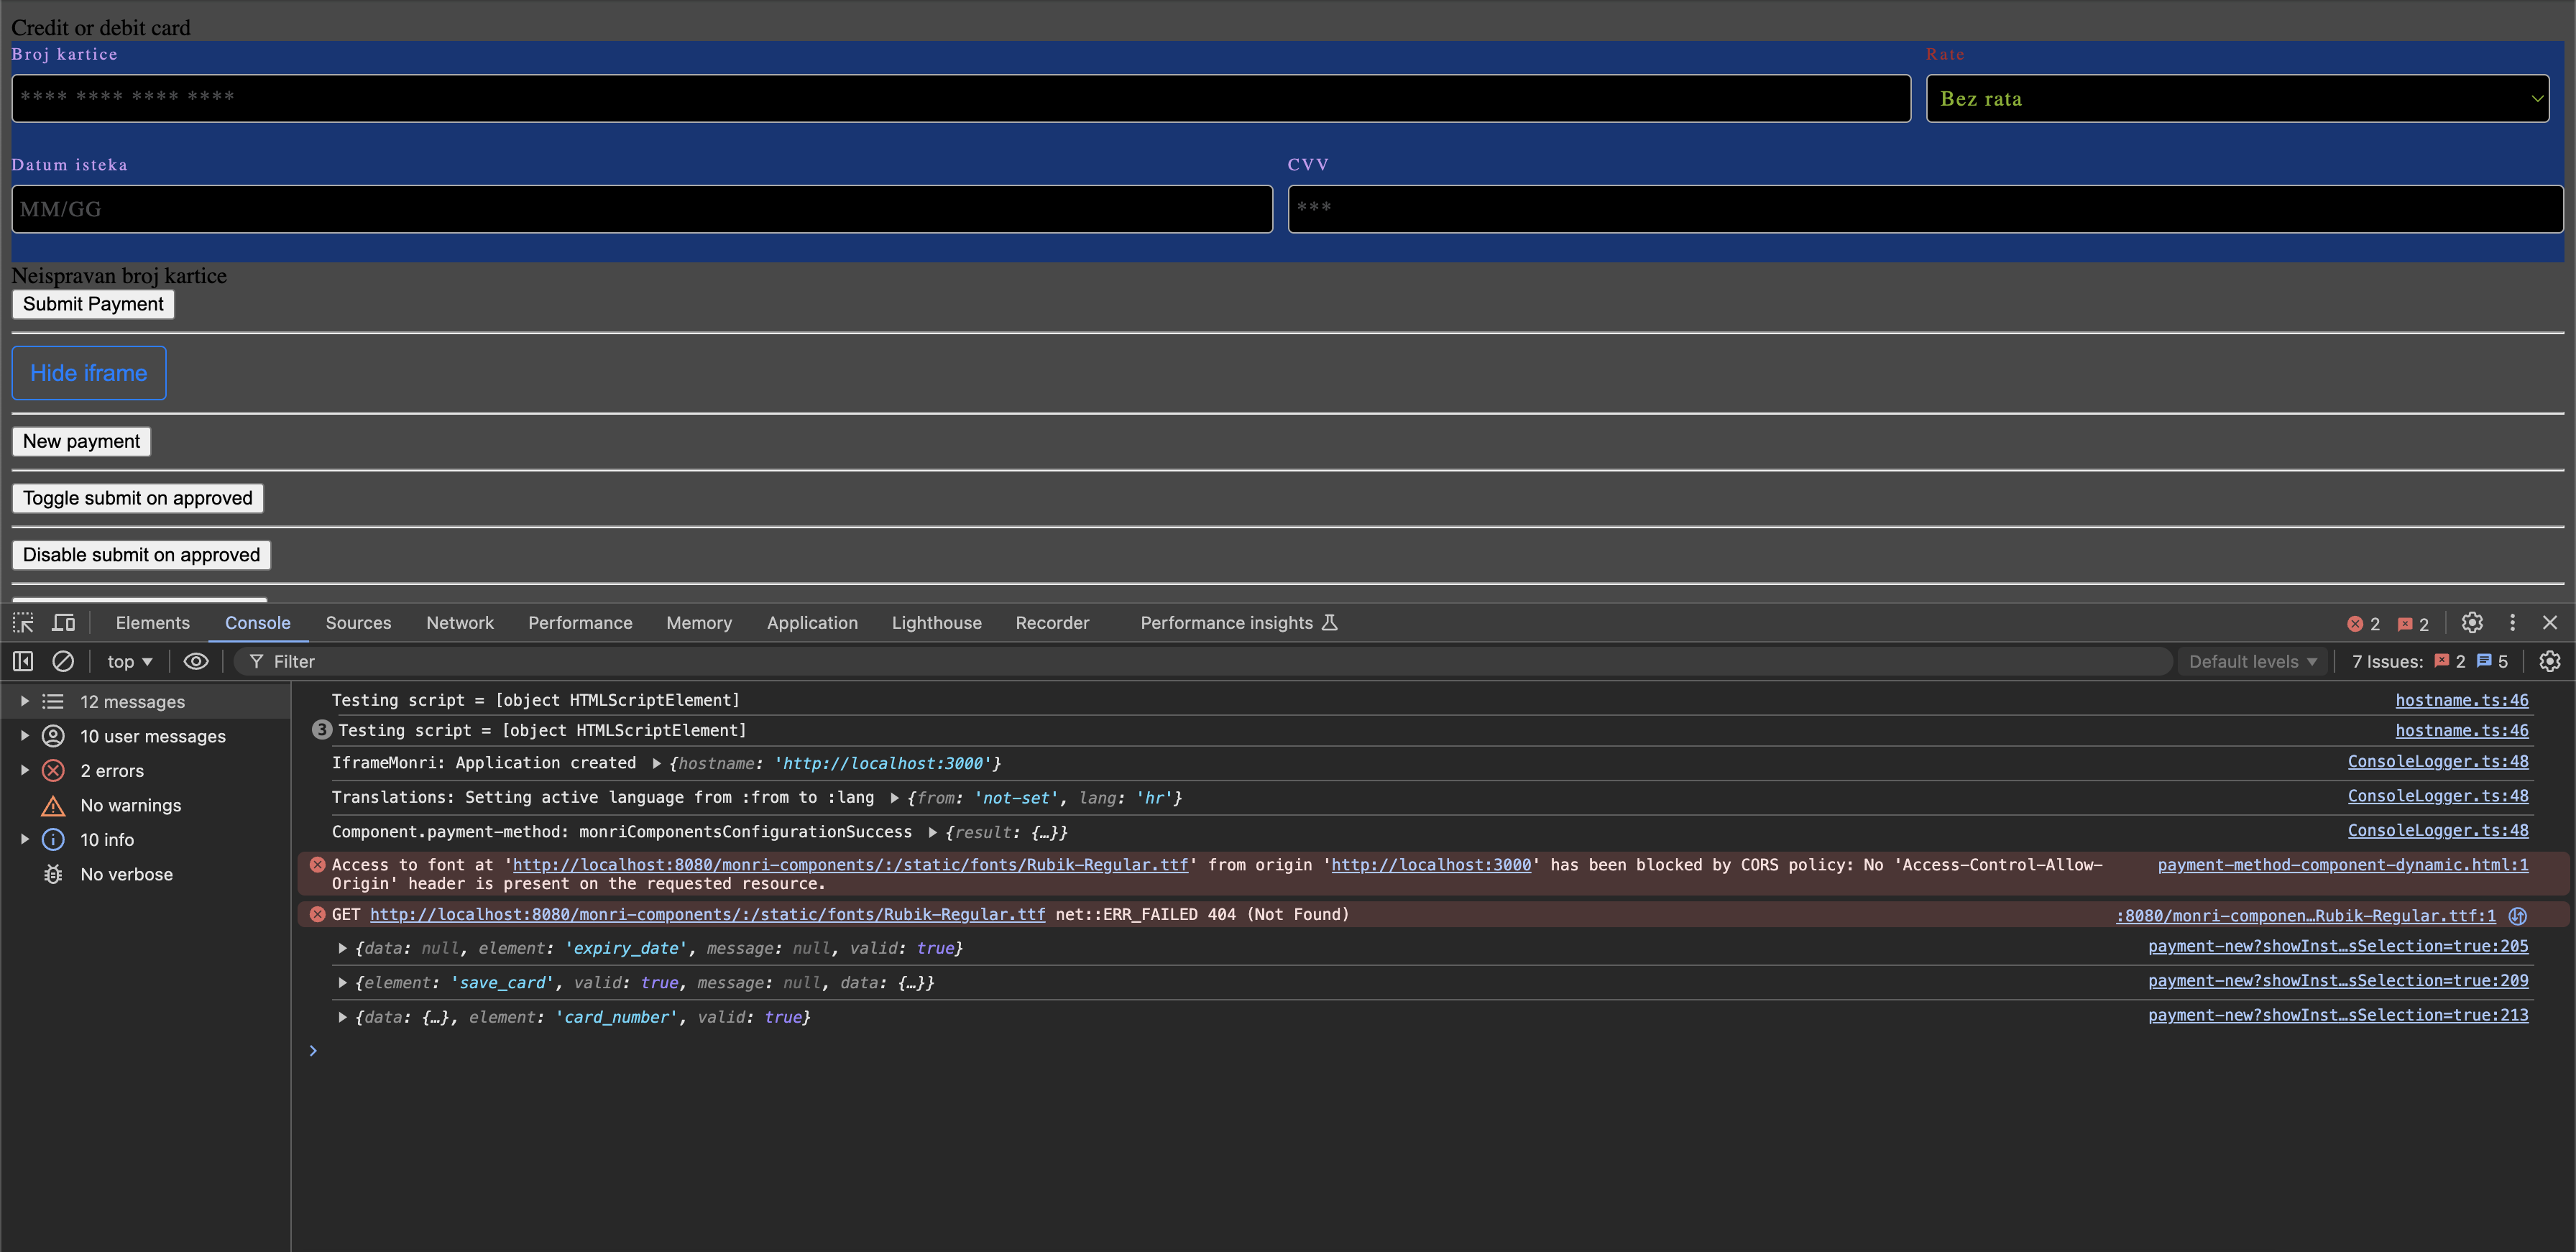 Credit or debit card
Broj kartice
Rate
**** **** **** ****
Bez rata
Datum isteka
CVV
MM/GG
***
Neispravan broj kartice
Submit Payment
Hide iframe
New payment
Toggle submit on approved
Disable submit on approved
Elements Console Sources Network Performance Memory Application Lighthouse Recorder Performance insights 2 2
top Filter Default levels 7 Issues: 2 5
12 messages
10 user messages
2 errors
No warnings
10 info
No verbose
Testing script = [object HTMLScriptElement] hostname.ts:46
3 Testing script = [object HTMLScriptElement] hostname.ts:46
IframeMonri: Application created {hostname: 'http://localhost:3000'} ConsoleLogger.ts:48
Translations: Setting active language from :from to :lang {from: 'not-set', lang: 'hr'} ConsoleLogger.ts:48
Component.payment-method: monriComponentsConfigurationSuccess {result: {…}} ConsoleLogger.ts:48
Access to font at 'http://localhost:8080/monri-components/:/static/fonts/Rubik-Regular.ttf' from origin 'http://localhost:3000' has been blocked by CORS policy: No 'Access-Control-Allow- payment-method-component-dynamic.html:1
Origin' header is present on the requested resource.
GET http://localhost:8080/monri-components/:/static/fonts/Rubik-Regular.ttf net::ERR_FAILED 404 (Not Found) :8080/monri-componen…Rubik-Regular.ttf:1
{data: null, element: 'expiry_date', message: null, valid: true} payment-new?showInst…sSelection=true:205
{element: 'save_card', valid: true, message: null, data: {…}} payment-new?showInst…sSelection=true:209
{data: {…}, element: 'card_number', valid: true} payment-new?showInst…sSelection=true:213